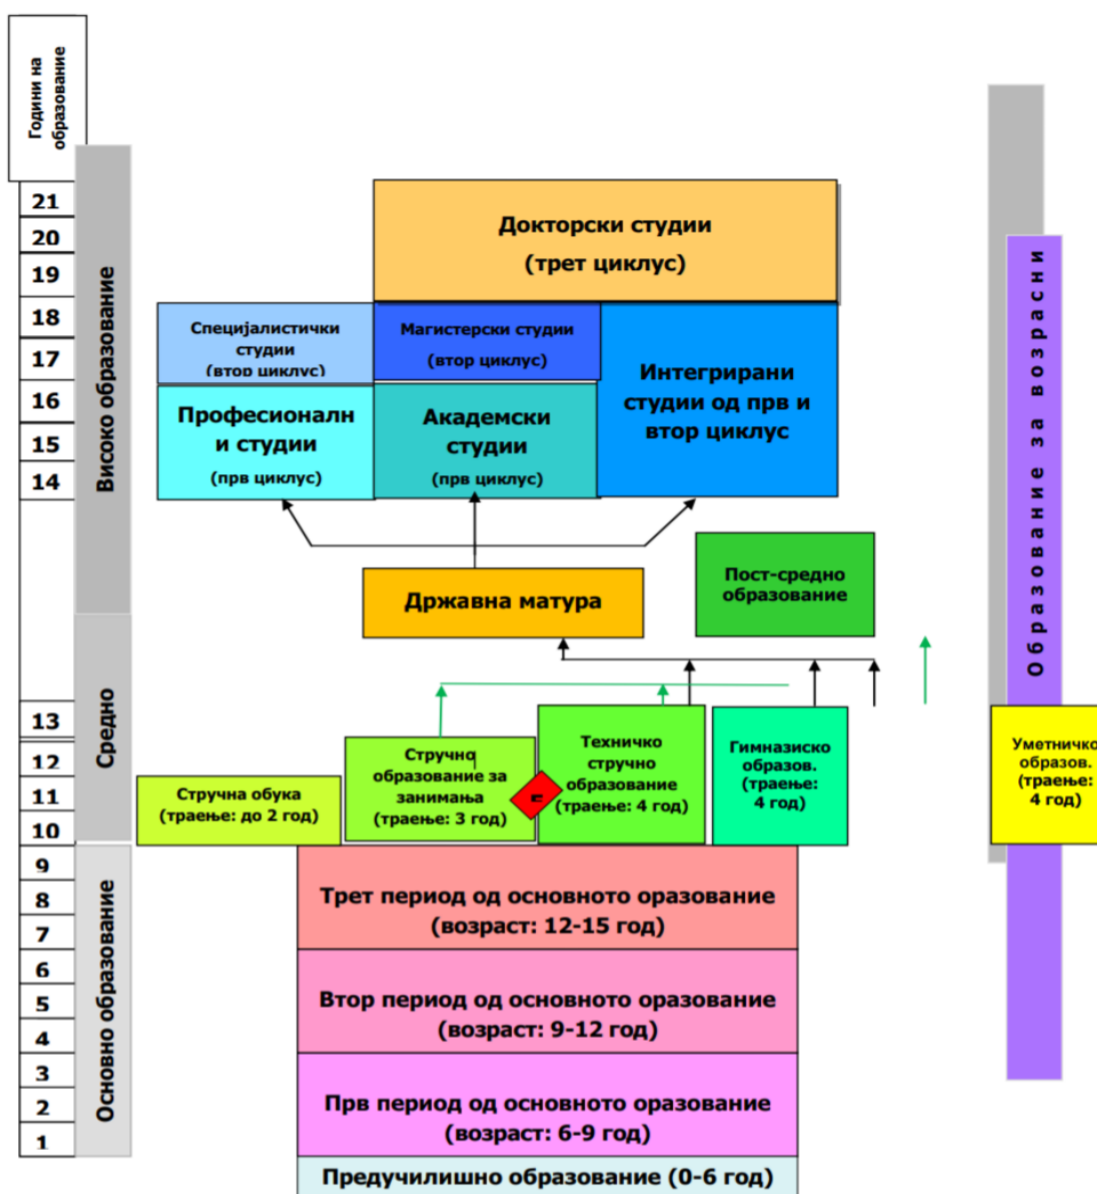 Години на
образование
21
20
19
18
17
16
15
14
13
12
11
10
9
8
7
6
5
4
3
2
1
Високо образование
Средно
Основно образование
Докторски студии
(трет циклус)
Специјалистички
студии
(втор циклус)
Магистерски студии
(втор циклус)
Интегрирани
студии од прв и
втор циклус
Професионалн
и студии
(прв циклус)
Академски
студии
(прв циклус)
Државна матура
Пост-средно
образование
Образование за возрасни
Стручна обука
(траење: до 2 год)
Стручно
образование за
занимања
(траење: 3 год)
Техничко
стручно
образование
(траење: 4 год)
Гимназиско
образов.
(траење:
4 год)
Уметничко
образов.
(траење:
4 год)
Трет период од основното оразование
(возраст: 12-15 год)
Втор период од основното оразование
(возраст: 9-12 год)
Прв период од основното оразование
(возраст: 6-9 год)
Предучилишно образование (0-6 год)